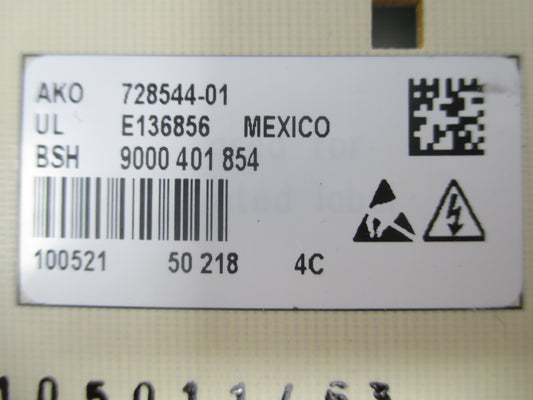 AKO 728544-01
UL E136856 MEXICO
BSH 9000 401 854
100521 50 218 4C